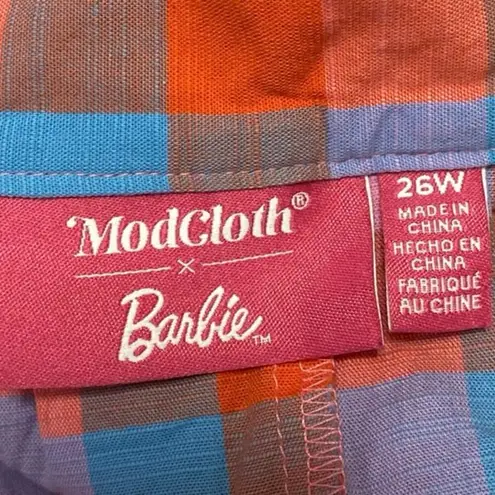 ModCloth®
×
Barbie™
26W
MADE IN
CHINA
HECHO EN
CHINA
FABRIQUÉ
AU CHINE